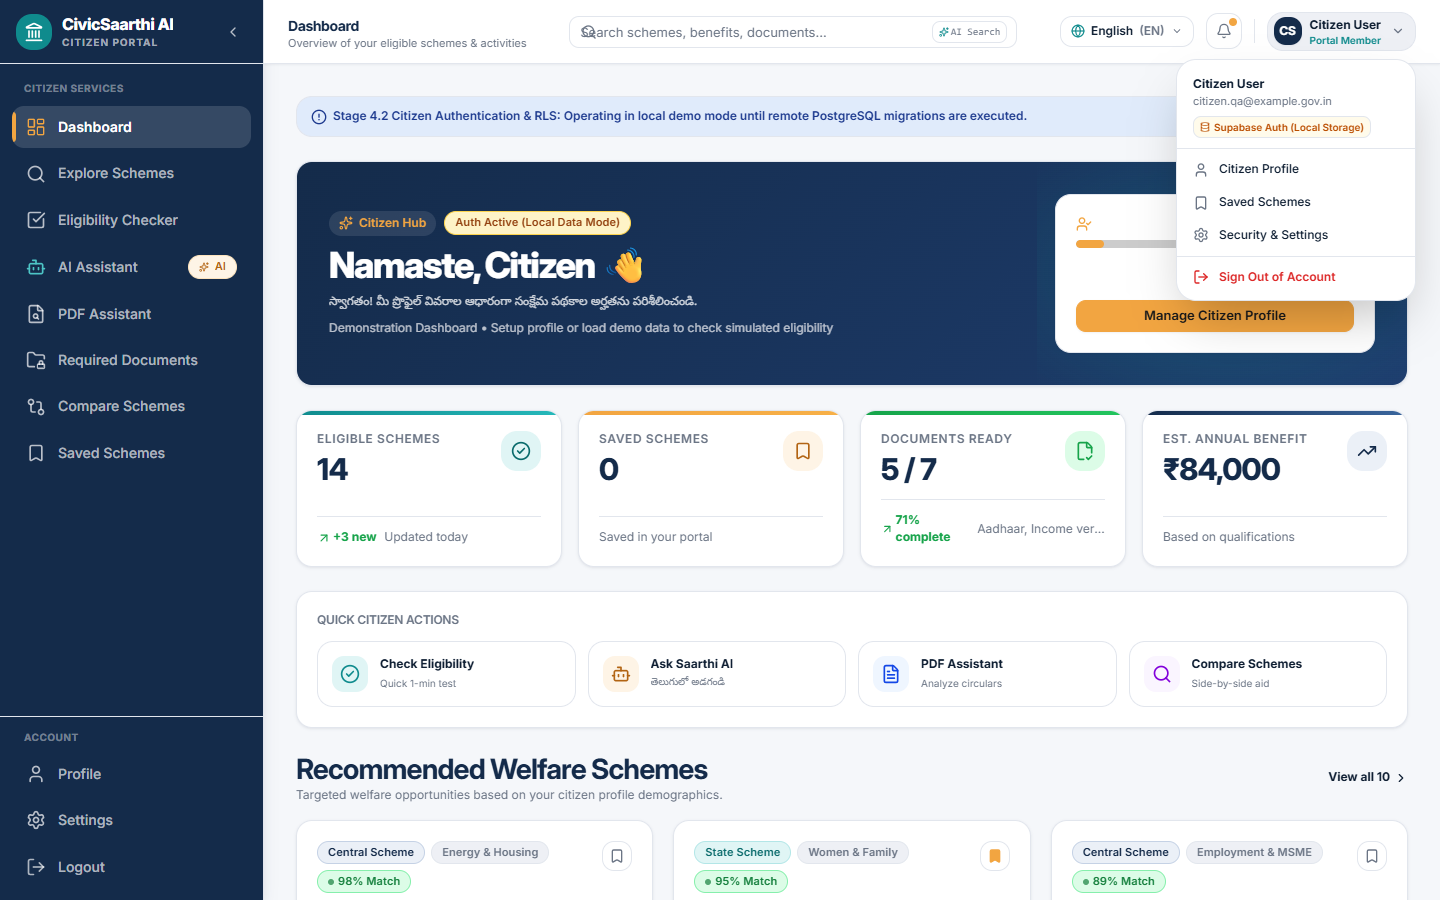 CivicSaarthi AI
CITIZEN PORTAL
CITIZEN SERVICES
Dashboard
Explore Schemes
Eligibility Checker
AI Assistant
AI
PDF Assistant
Required Documents
Compare Schemes
Saved Schemes
ACCOUNT
Profile
Settings
Logout
Dashboard
Overview of your eligible schemes & activities
Search schemes, benefits, documents...
AI Search
English (EN)
CS
Citizen User
Portal Member
Citizen User
citizen.qa@example.gov.in
Supabase Auth (Local Storage)
Citizen Profile
Saved Schemes
Security & Settings
Sign Out of Account
Stage 4.2 Citizen Authentication & RLS: Operating in local demo mode until remote PostgreSQL migrations are executed.
Citizen Hub
Auth Active (Local Data Mode)
Namaste, Citizen 👋
స్వాగతం! మీ ప్రొఫైల్ వివరాల ఆధారంగా సంక్షేమ పథకాల అర్హతను పరిశీలించండి.
Demonstration Dashboard • Setup profile or load demo data to check simulated eligibility
Manage Citizen Profile
ELIGIBLE SCHEMES
14
+3 new Updated today
SAVED SCHEMES
0
Saved in your portal
DOCUMENTS READY
5 / 7
71% complete
Aadhaar, Income ver...
EST. ANNUAL BENEFIT
₹84,000
Based on qualifications
QUICK CITIZEN ACTIONS
Check Eligibility
Quick 1-min test
Ask Saarthi AI
తెలుగులో అడగండి
PDF Assistant
Analyze circulars
Compare Schemes
Side-by-side aid
Recommended Welfare Schemes
Targeted welfare opportunities based on your citizen profile demographics.
View all 10
Central Scheme
Energy & Housing
98% Match
State Scheme
Women & Family
95% Match
Central Scheme
Employment & MSME
89% Match